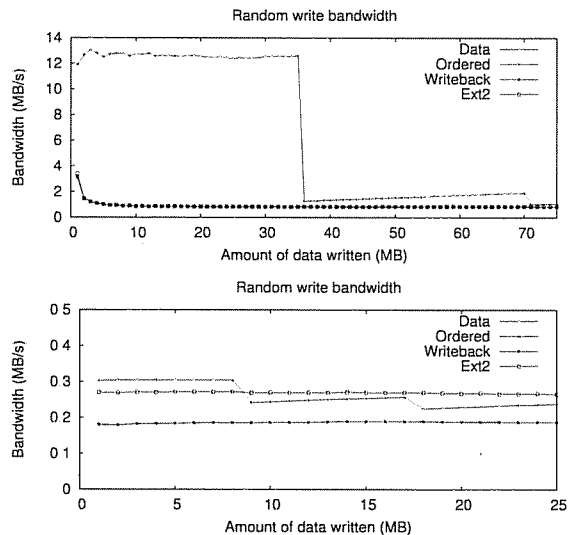 Random write bandwidth
Bandwidth (MB/s)
14
12
10
8
6
4
2
0
Data
Ordered
Writeback
Ext2
0 10 20 30 40 50 60 70
Amount of data written (MB)
Random write bandwidth
Bandwidth (MB/s)
0 5
0 4
0 3
0 2
0 1
0
Data
Ordered
Writeback
Ext2
0 5 10 15 20 25
Amount of data written (MB)